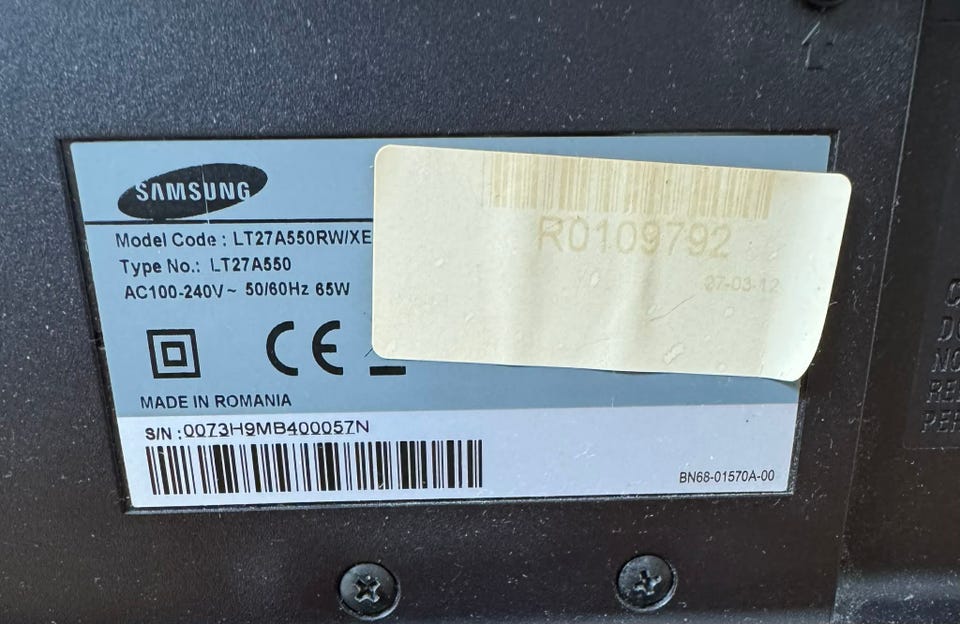 SAMSUNG
Model Code : LT27A550RW/XE
Type No.: LT27A550
AC100-240V~ 50/60Hz 65W
CE
MADE IN ROMANIA
S/N :0073H9MB400057N
BN68-01570A-00
R0109792
07-03-12